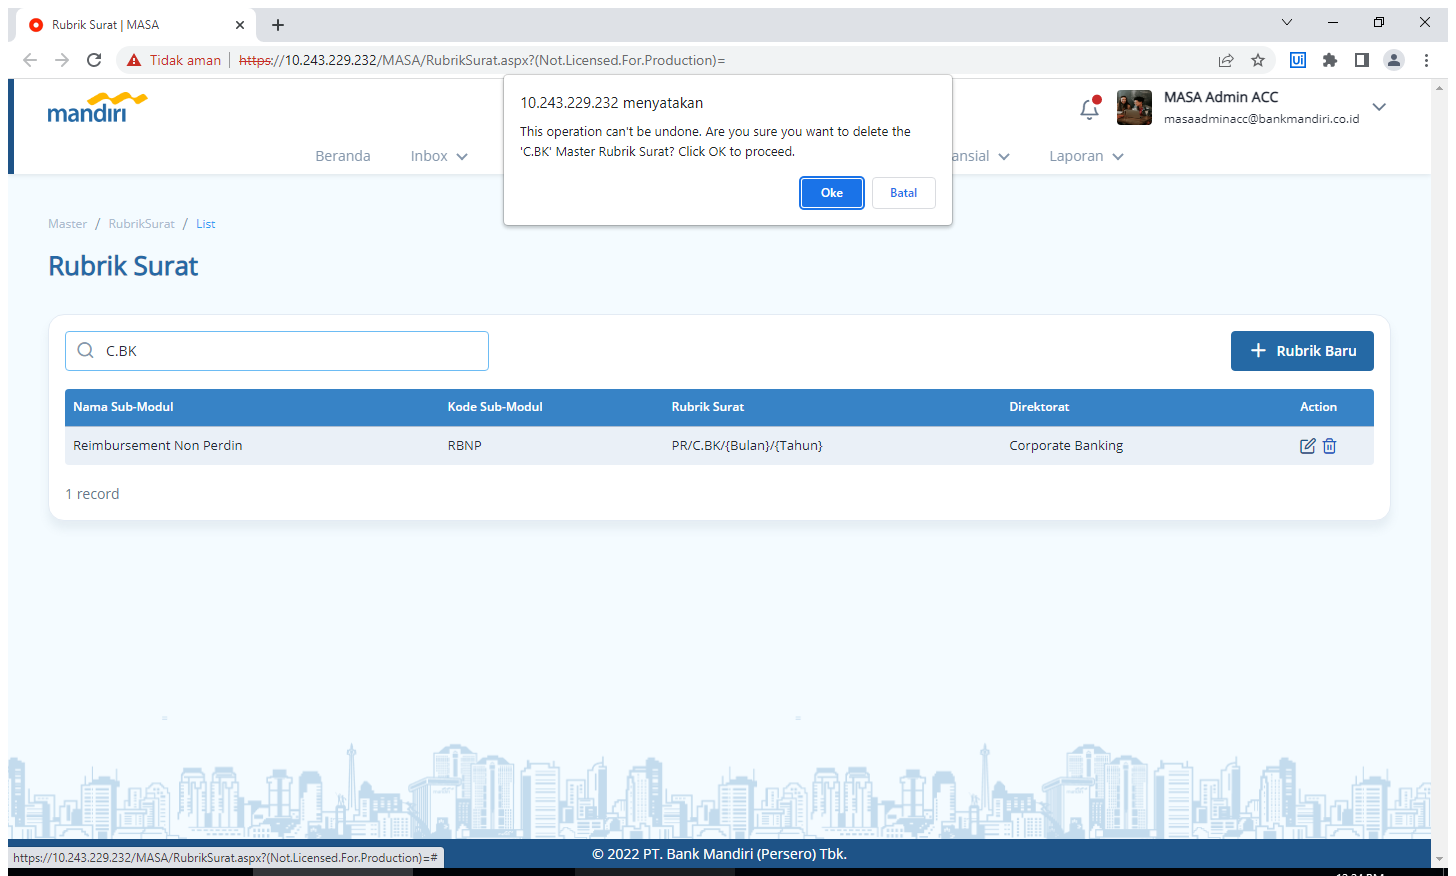 Rubrik Surat | MASA
Tidak aman
https://10.243.229.232/MASA/RubrikSurat.aspx?(Not.Licensed.For.Production)=
Ui
10.243.229.232 menyatakan
This operation can't be undone. Are you sure you want to delete the
'C.BK' Master Rubrik Surat? Click OK to proceed.
Oke
Batal
mandırı
MASA Admin ACC
masaadminacc@bankmandiri.co.id
Beranda
Inbox
ansial
Laporan
Master / RubrikSurat / List
Rubrik Surat
C.BK
Rubrik Baru
Nama Sub-Modul Kode Sub-Modul Rubrik Surat Direktorat Action
Reimbursement Non Perdin RBNP PR/C.BK/{Bulan}/{Tahun} Corporate Banking
1 record
© 2022 PT. Bank Mandiri (Persero) Tbk.
https://10.243.229.232/MASA/RubrikSurat.aspx?(Not.Licensed.For.Production)=#